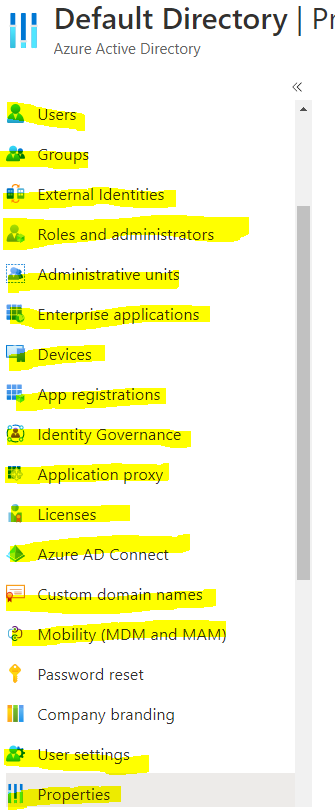 Default Directory | Pr
Azure Active Directory
Users
Groups
External Identities
Roles and administrators
Administrative units
Enterprise applications
Devices
App registrations
Identity Governance
Application proxy
Licenses
Azure AD Connect
Custom domain names
Mobility (MDM and MAM)
Password reset
Company branding
User settings
Properties